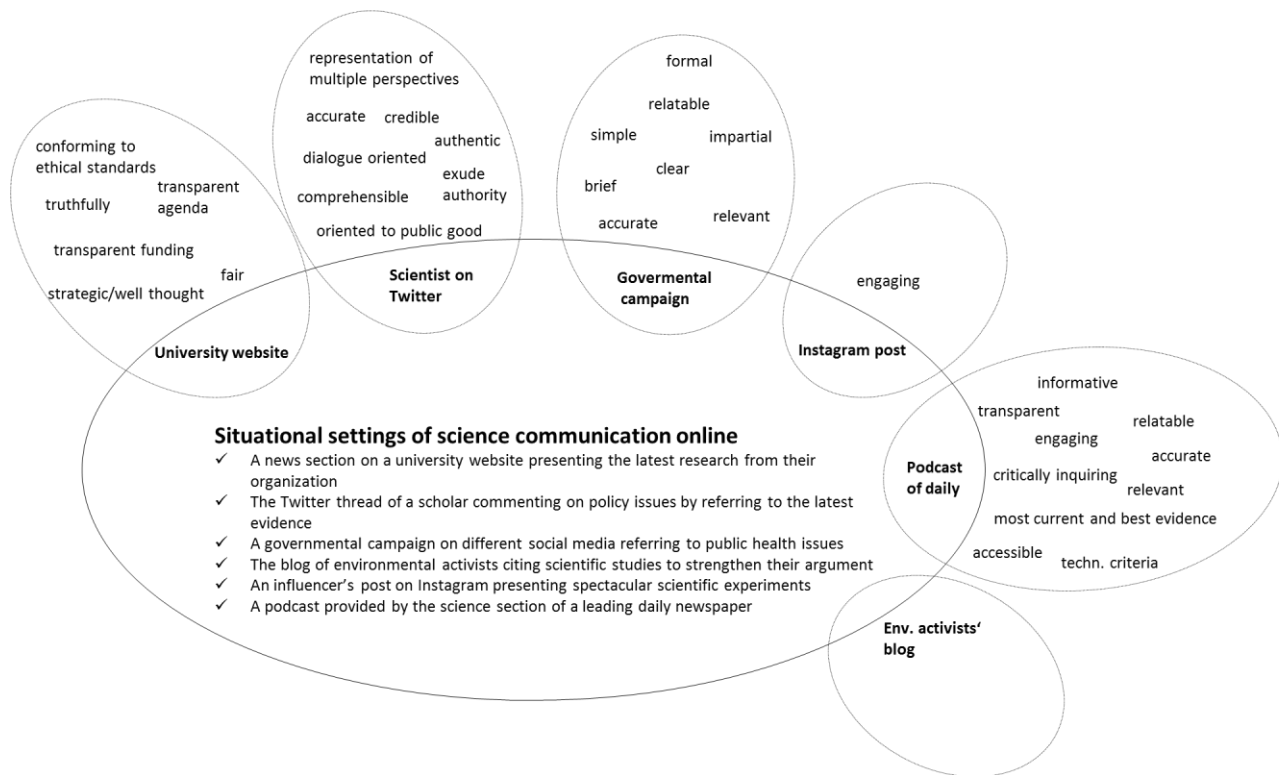 conforming to
ethical standards
truthfully
transparent
agenda
transparent funding
fair
strategic/well thought
University website
representation of
multiple perspectives
accurate
credible
authentic
dialogue oriented
exude
authority
comprehensible
oriented to public good
Scientist on
Twitter
formal
relatable
simple
impartial
clear
brief
accurate
relevant
Govermental
campaign
engaging
Instagram post
informative
transparent
relatable
engaging
accurate
critically inquiring
relevant
most current and best evidence
accessible
techn. criteria
Podcast
of daily
Env. activists‘
blog
Situational settings of science communication online
✓ A news section on a university website presenting the latest research from their
organization
✓ The Twitter thread of a scholar commenting on policy issues by referring to the latest
evidence
✓ A governmental campaign on different social media referring to public health issues
✓ The blog of environmental activists citing scientific studies to strengthen their argument
✓ An influencer’s post on Instagram presenting spectacular scientific experiments
✓ A podcast provided by the science section of a leading daily newspaper